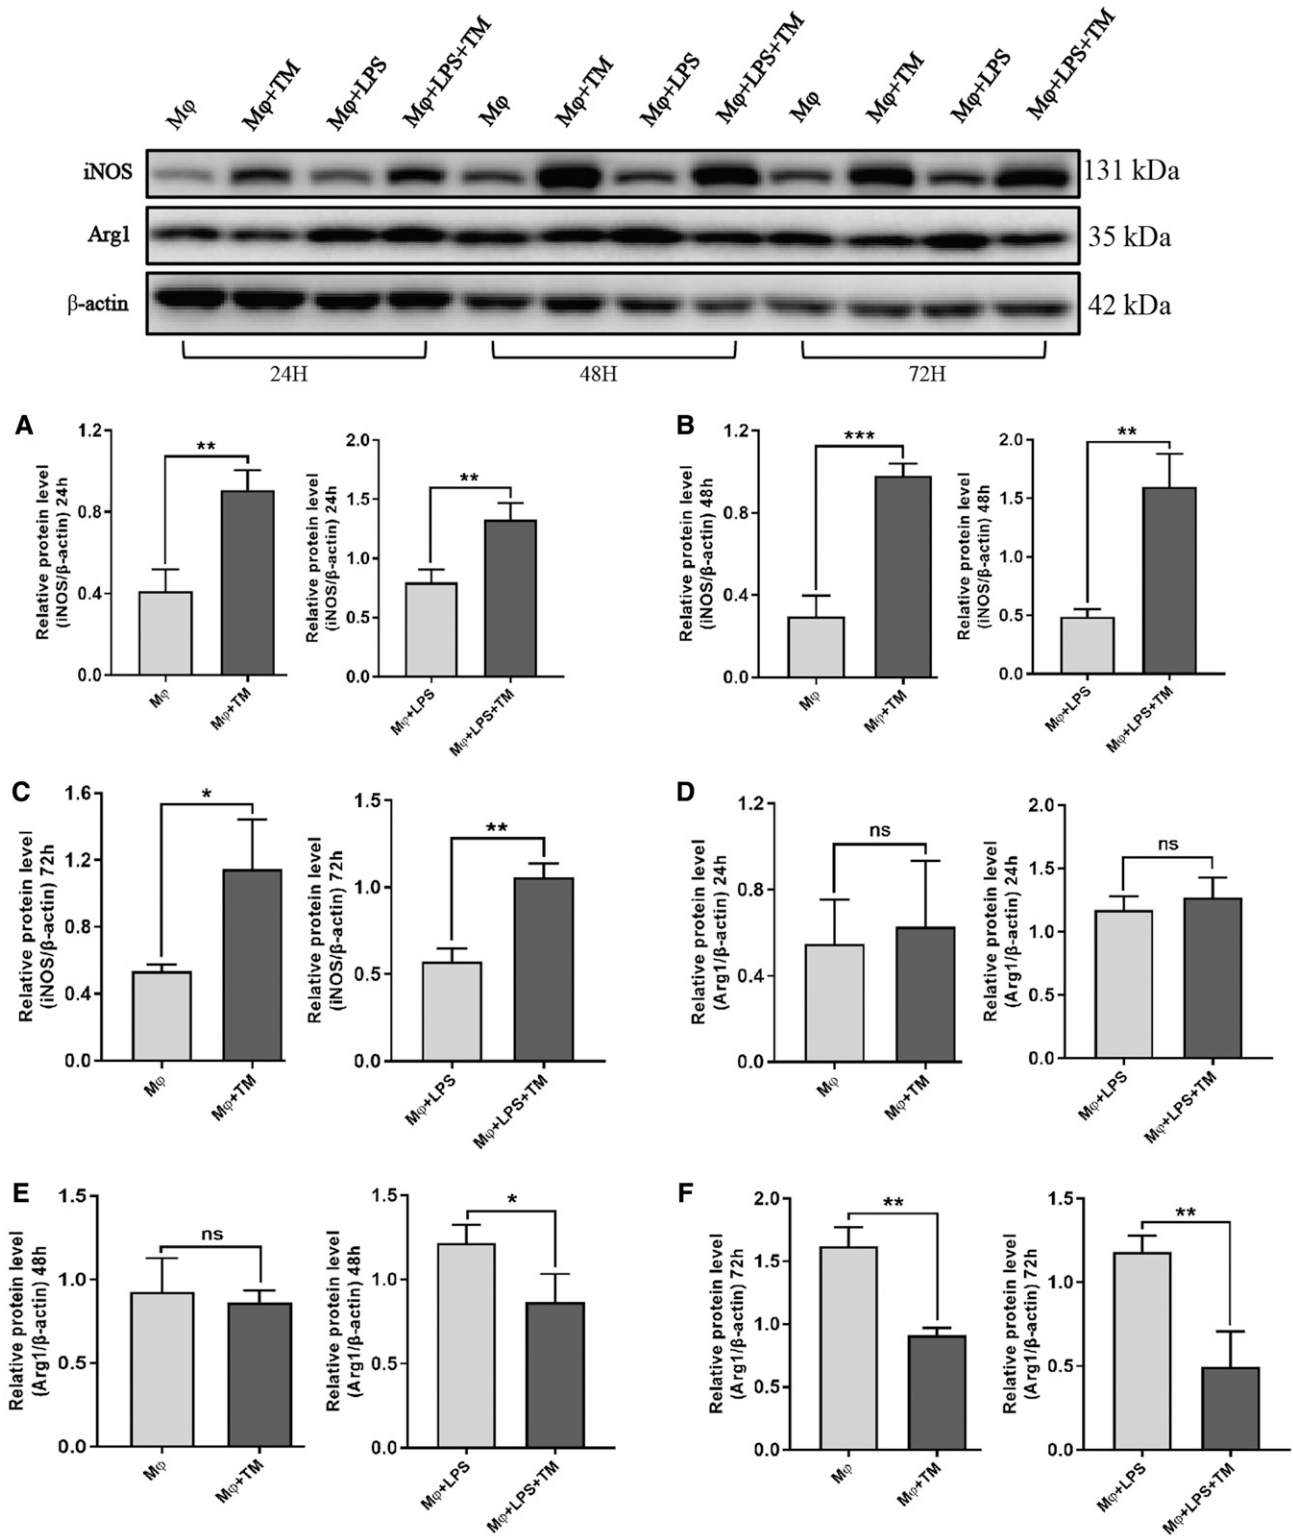 Mφ Mφ+TM Mφ+LPS Mφ+LPS+TM Mφ Mφ+TM Mφ+LPS Mφ+LPS+TM Mφ Mφ+TM Mφ+LPS Mφ+LPS+TM
iNOS 131 kDa
Arg1 35 kDa
β-actin 42 kDa
24H 48H 72H
A
Relative protein level
(iNOS/β-actin) 24h
1.2
0.8
0.4
0.0
**
Mφ Mφ+TM
Relative protein level
(iNOS/β-actin) 24h
2.0
1.5
1.0
0.5
0.0
**
Mφ+LPS Mφ+LPS+TM
B
Relative protein level
(iNOS/β-actin) 48h
1.2
0.8
0.4
0.0
***
Mφ Mφ+TM
Relative protein level
(iNOS/β-actin) 48h
2.0
1.5
1.0
0.5
0.0
**
Mφ+LPS Mφ+LPS+TM
C
Relative protein level
(iNOS/β-actin) 72h
1.6
1.2
0.8
0.4
0.0
*
Mφ Mφ+TM
Relative protein level
(iNOS/β-actin) 72h
1.5
1.0
0.5
0.0
**
Mφ+LPS Mφ+LPS+TM
D
Relative protein level
(Arg1/β-actin) 24h
1.2
0.8
0.4
0.0
ns
Mφ Mφ+TM
Relative protein level
(Arg1/β-actin) 24h
2.0
1.5
1.0
0.5
0.0
ns
Mφ+LPS Mφ+LPS+TM
E
Relative protein level
(Arg1/β-actin) 48h
1.5
1.0
0.5
0.0
ns
Mφ Mφ+TM
Relative protein level
(Arg1/β-actin) 48h
1.5
1.0
0.5
0.0
*
Mφ+LPS Mφ+LPS+TM
F
Relative protein level
(Arg1/β-actin) 72h
2.0
1.5
1.0
0.5
0.0
**
Mφ Mφ+TM
Relative protein level
(Arg1/β-actin) 72h
1.5
1.0
0.5
0.0
**
Mφ+LPS Mφ+LPS+TM